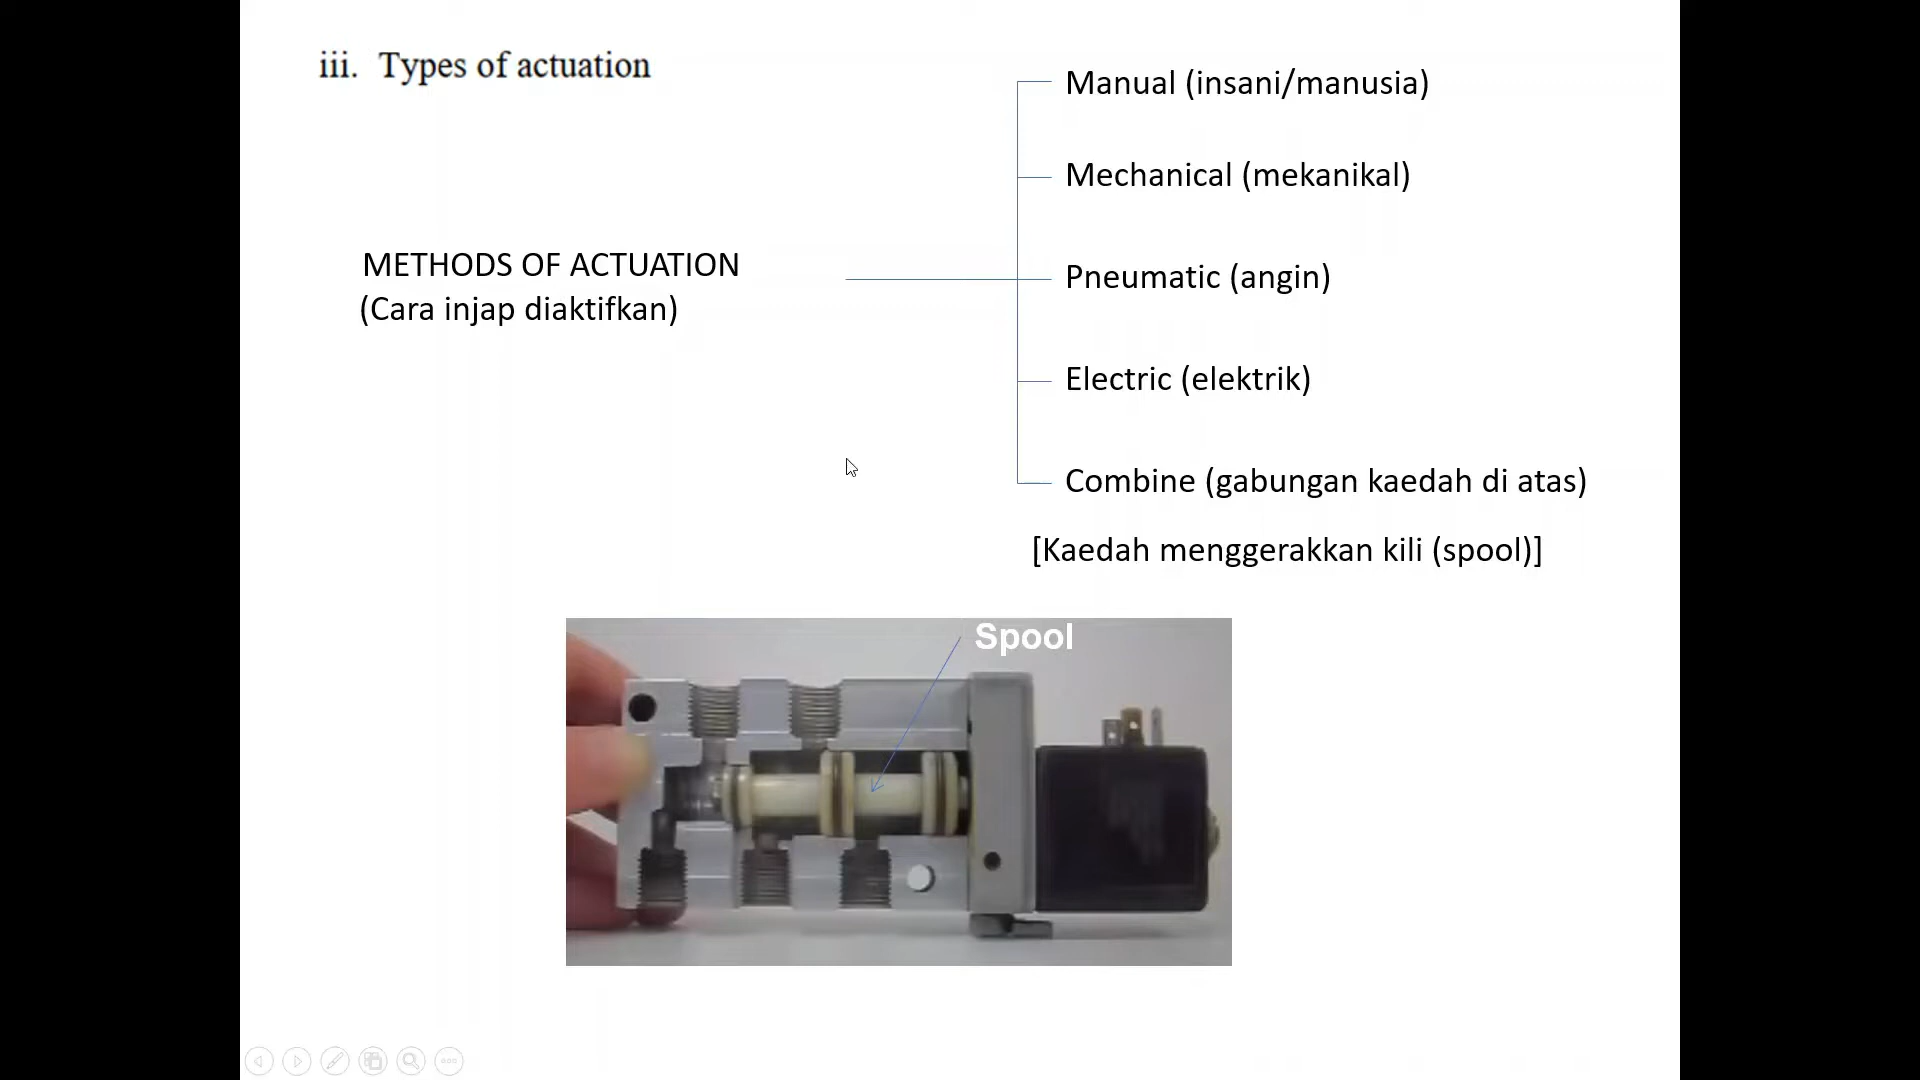 iii. Types of actuation
Manual (insani/manusia)
Mechanical (mekanikal)
METHODS OF ACTUATION
(Cara injap diaktifkan)
Pneumatic (angin)
Electric (elektrik)
Combine (gabungan kaedah di atas)
[Kaedah menggerakkan kili (spool)]
Spool